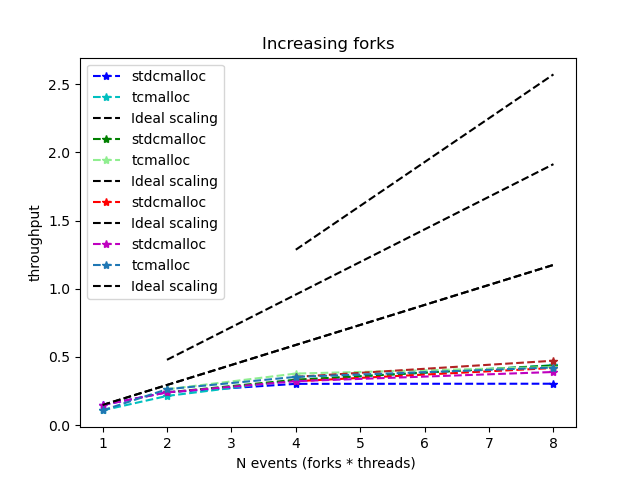 Increasing forks
stdcmalloc
tcmalloc
Ideal scaling
stdcmalloc
tcmalloc
Ideal scaling
stdcmalloc
Ideal scaling
stdcmalloc
tcmalloc
Ideal scaling
throughput
2.5
2.0
1.5
1.0
0.5
0.0
1 2 3 4 5 6 7 8
N events (forks * threads)